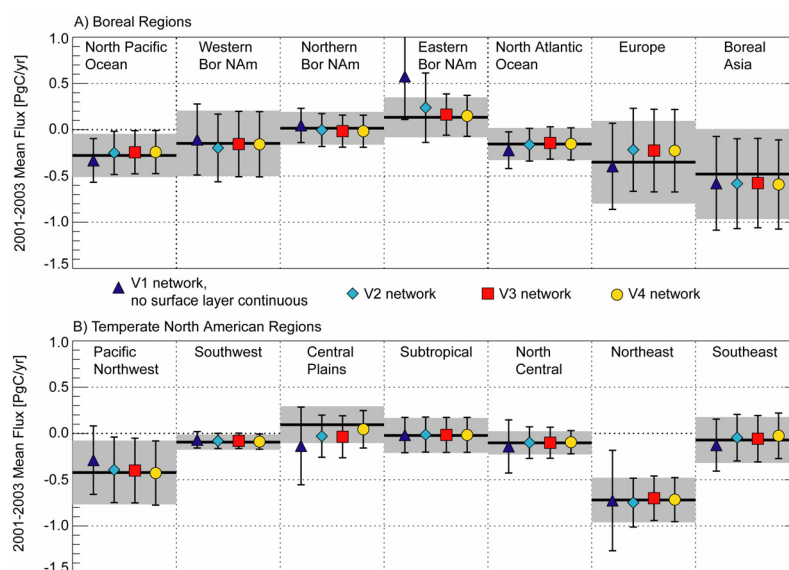 A) Boreal Regions
1.0
0.5
0.0
-0.5
-1.0
-1.5
2001-2003 Mean Flux [PgC/yr]
North Pacific
Ocean
Western
Bor NAm
Northern
Bor NAm
Eastern
Bor NAm
North Atlantic
Ocean
Europe
Boreal
Asia
V1 network,
no surface layer continuous
V2 network
V3 network
V4 network
B) Temperate North American Regions
1.0
0.5
0.0
-0.5
-1.0
-1.5
2001-2003 Mean Flux [PgC/yr]
Pacific
Northwest
Southwest
Central
Plains
Subtropical
North
Central
Northeast
Southeast